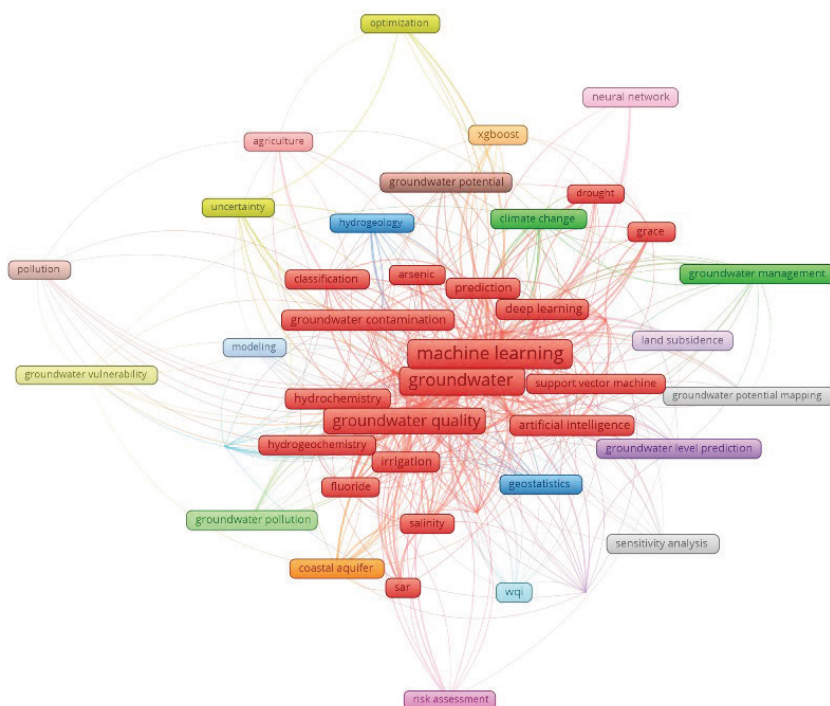 optimization
neural network
xgboost
agriculture
groundwater potential
drought
uncertainty
hydrogeology
climate change
grace
pollution
classification
arsenic
prediction
groundwater management
deep learning
groundwater contamination
modeling
land subsidence
machine learning
groundwater vulnerability
groundwater
support vector machine
hydrochemistry
groundwater potential mapping
groundwater quality
artificial intelligence
hydrogeochemistry
groundwater level prediction
irrigation
fluoride
geostatistics
groundwater pollution
salinity
sensitivity analysis
coastal aquifer
sar
wqi
risk assessment